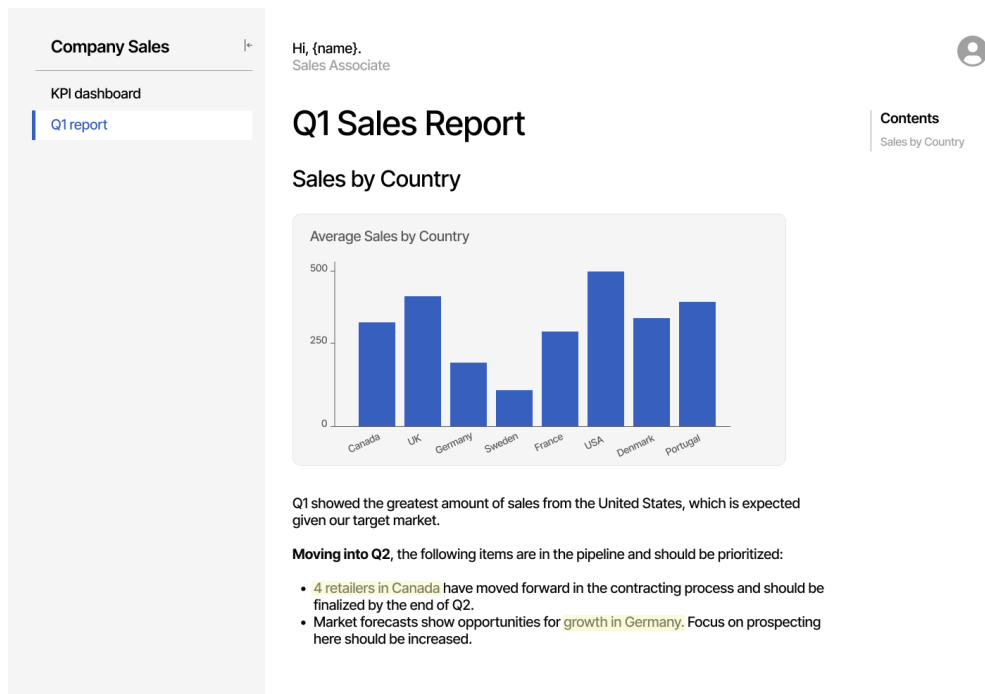 Company Sales
KPI dashboard
Q1 report
Hi, {name}.
Sales Associate
Q1 Sales Report
Contents
Sales by Country
Sales by Country
Average Sales by Country
500
250
0
Canada
UK
Germany
Sweden
France
USA
Denmark
Portugal
Q1 showed the greatest amount of sales from the United States, which is expected
given our target market.
Moving into Q2, the following items are in the pipeline and should be prioritized:
• 4 retailers in Canada have moved forward in the contracting process and should be
finalized by the end of Q2.
• Market forecasts show opportunities for growth in Germany. Focus on prospecting
here should be increased.